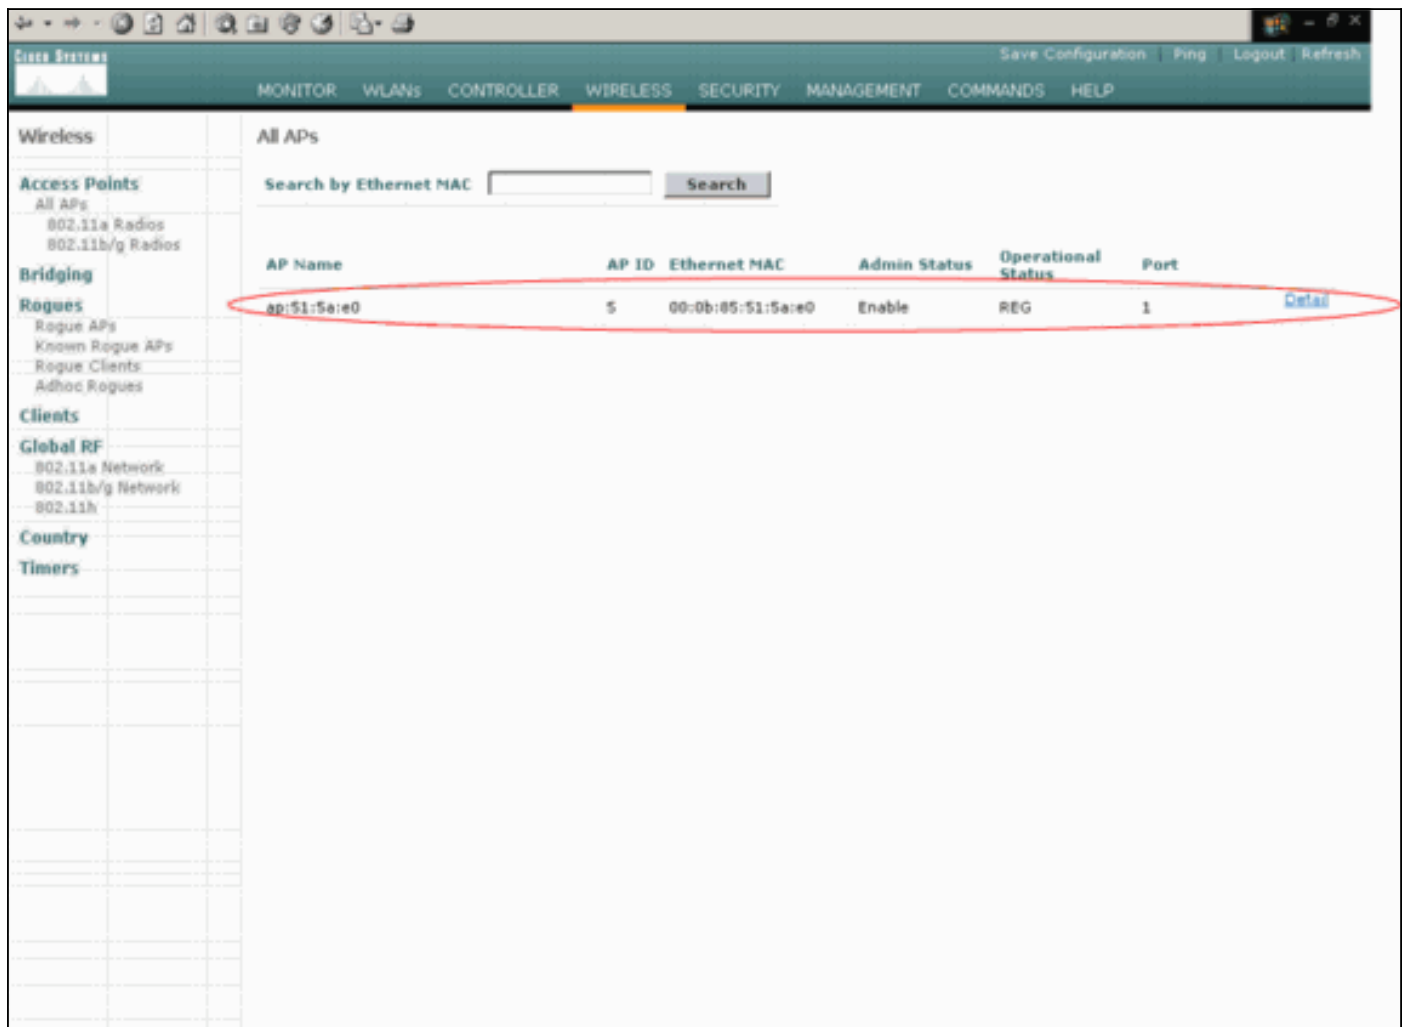 CISCO SYSTEMS
Save Configuration | Ping | Logout | Refresh
MONITOR WLANs CONTROLLER WIRELESS SECURITY MANAGEMENT COMMANDS HELP
Wireless
Access Points
All APs
802.11a Radios
802.11b/g Radios
Bridging
Rogues
Rogue APs
Known Rogue APs
Rogue Clients
Adhoc Rogues
Clients
Global RF
802.11a Network
802.11b/g Network
802.11h
Country
Timers
All APs
Search by Ethernet MAC Search
AP Name AP ID Ethernet MAC Admin Status Operational Status Port
ap:51:5a:e0 5 00:0b:85:51:5a:e0 Enable REG 1 Detail